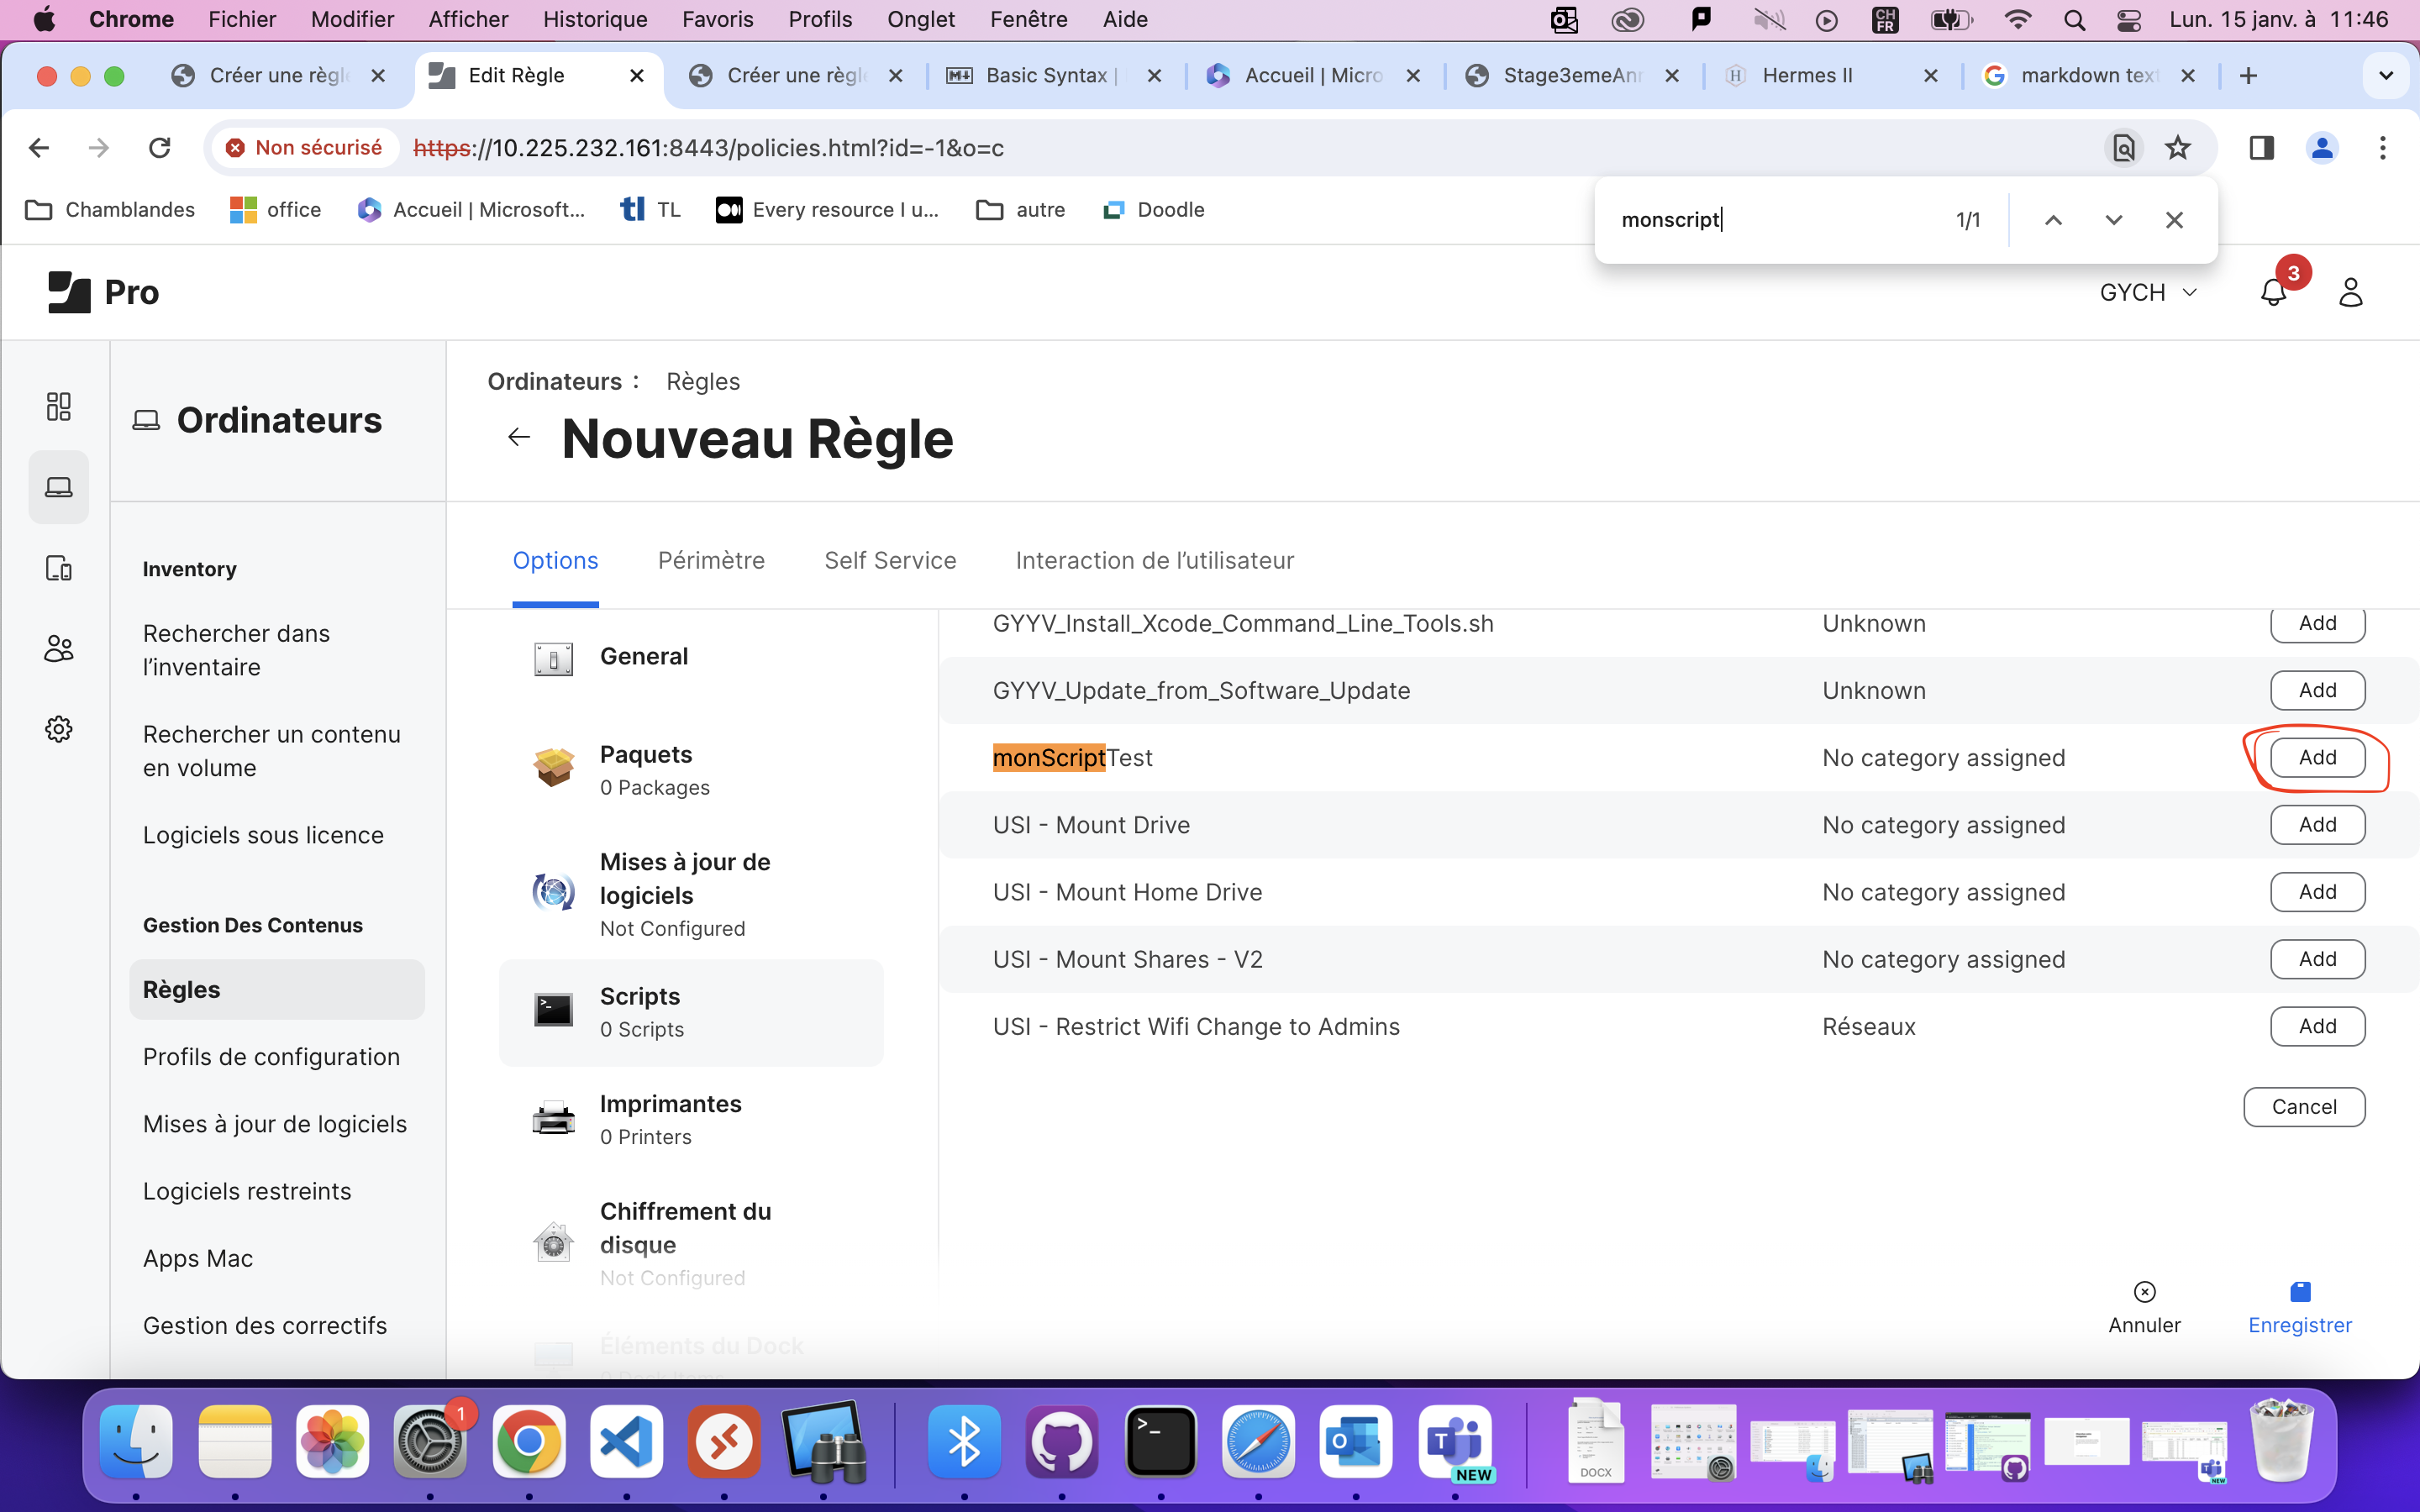 Chrome Fichier Modifier Afficher Historique Favoris Profils Onglet Fenêtre Aide CH FR Lun. 15 janv. à 11:46
Créer une règle Edit Règle Créer une règle Basic Syntax | Accueil | Micro Stage3emeAnn Hermes II markdown text
Non sécurisé https://10.225.232.161:8443/policies.html?id=-1&o=c
Chamblandes office Accueil | Microsoft... tl TL Every resource I u... autre Doodle
monscript 1/1
Pro GYCH 3
Ordinateurs
Inventory
Rechercher dans
l’inventaire
Rechercher un contenu
en volume
Logiciels sous licence
Gestion Des Contenus
Règles
Profils de configuration
Mises à jour de logiciels
Logiciels restreints
Apps Mac
Gestion des correctifs
Ordinateurs : Règles
Nouveau Règle
Options Périmètre Self Service Interaction de l’utilisateur
General
Paquets
0 Packages
Mises à jour de
logiciels
Not Configured
Scripts
0 Scripts
Imprimantes
0 Printers
Chiffrement du
disque
Not Configured
Éléments du Dock
GYYV_Install_Xcode_Command_Line_Tools.sh Unknown Add
GYYV_Update_from_Software_Update Unknown Add
monScriptTest No category assigned Add
USI - Mount Drive No category assigned Add
USI - Mount Home Drive No category assigned Add
USI - Mount Shares - V2 No category assigned Add
USI - Restrict Wifi Change to Admins Réseaux Add
Cancel
Annuler Enregistrer
1
NEW
DOCX